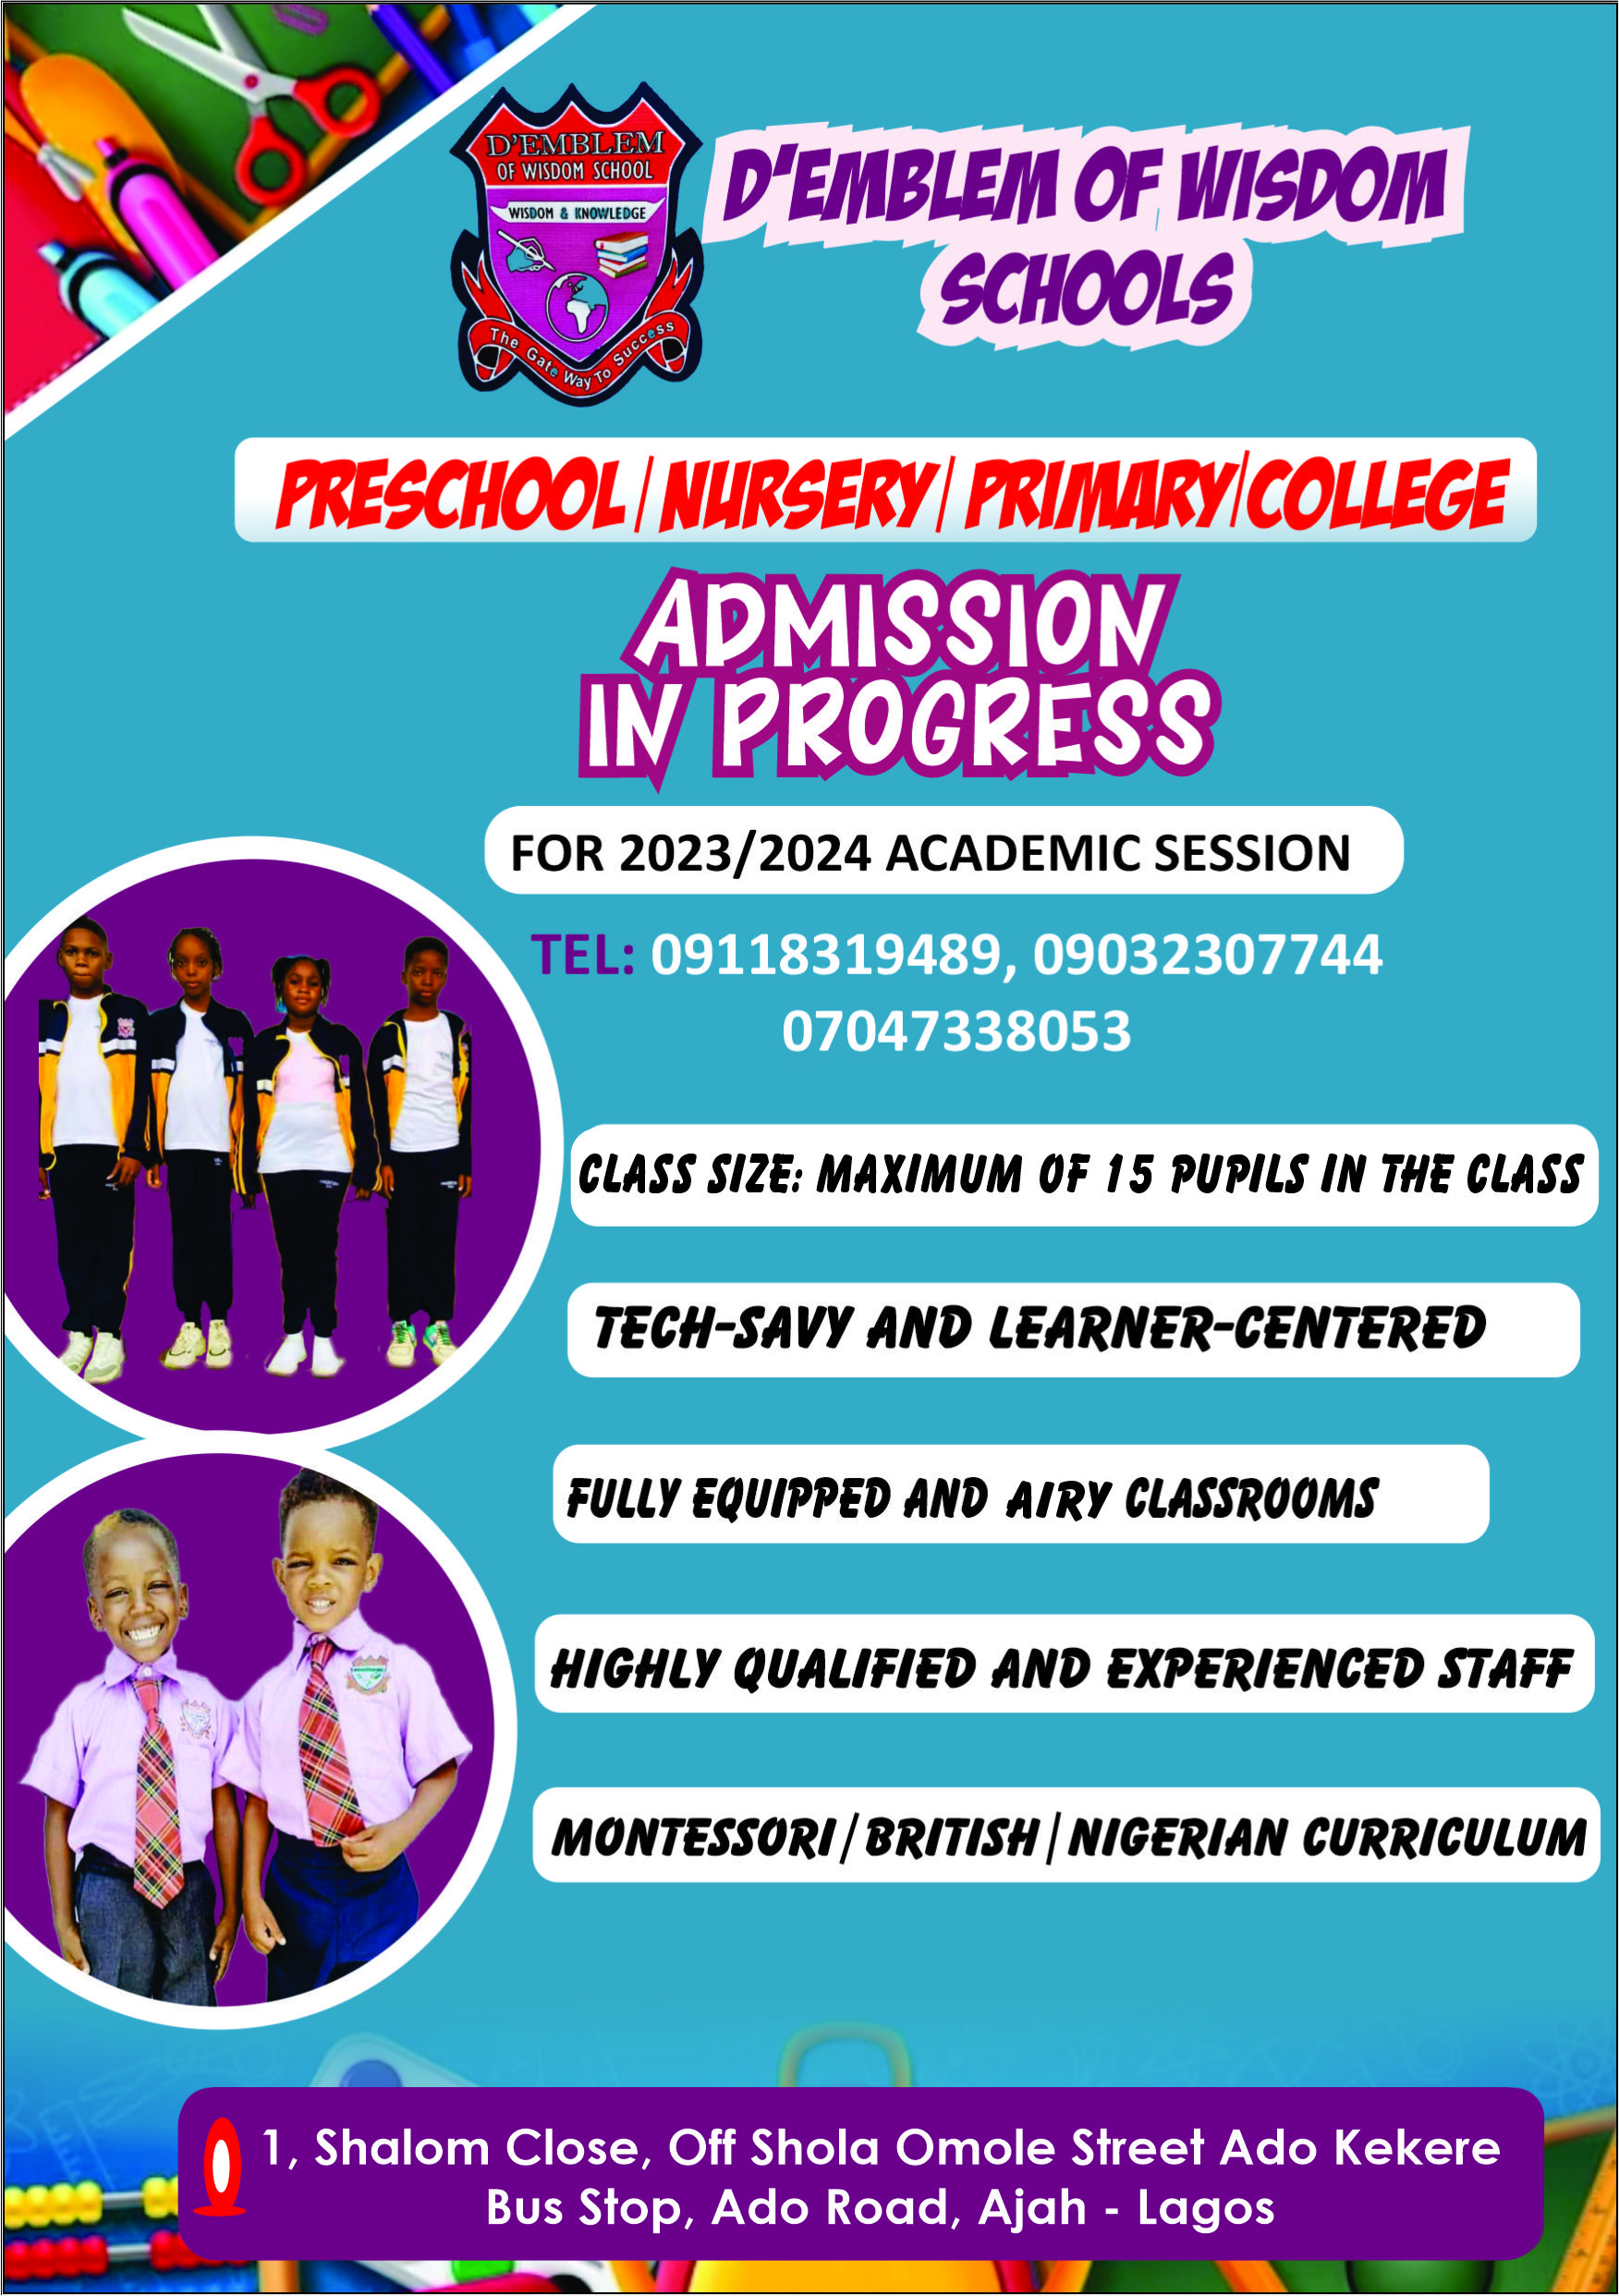 D'EMBLEM
OF WISDOM SCHOOL
WISDOM & KNOWLEDGE
The Gate Way To Success
D'EMBLEM OF WISDOM
SCHOOLS
PRESCHOOL/NURSERY/PRIMARY/COLLEGE
ADMISSION
IN PROGRESS
FOR 2023/2024 ACADEMIC SESSION
TEL: 09118319489, 09032307744
07047338053
CLASS SIZE: MAXIMUM OF 15 PUPILS IN THE CLASS
TECH-SAVY AND LEARNER-CENTERED
FULLY EQUIPPED AND AIRY CLASSROOMS
HIGHLY QUALIFIED AND EXPERIENCED STAFF
MONTESSORI/BRITISH/NIGERIAN CURRICULUM
1, Shalom Close, Off Shola Omole Street Ado Kekere
Bus Stop, Ado Road, Ajah - Lagos